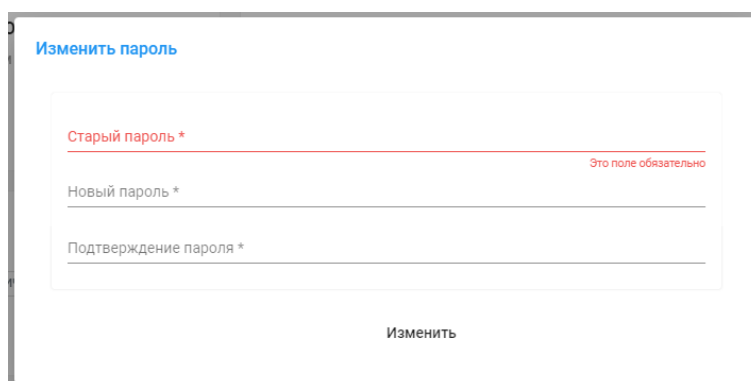 Изменить пароль
Старый пароль *
Это поле обязательно
Новый пароль *
Подтверждение пароля *
Изменить